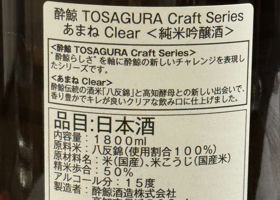 酔鯨 TOSAGURA Craft Series
あまね Clear <純米吟醸酒>
<酔鯨 TOSAGURA Craft Series>
"酔鯨らしさ"を軸に酔鯨の新しいチャレンジを表現し
たシリーズです。
<あまね Clear>
酔鯨伝統の酒米「八反錦」と高知酵母との新しい出会いで、
香り豊かでキレが良いクリアな飲み口に仕上げました。
品目:日本酒
内容量:1800ml
原料米:八反錦(使用割合100%)
原材料名:米(国産)、米こうじ(国産米)
精米歩合:50%
アルコール分:15度
製造者:酔鯨酒造株式会社